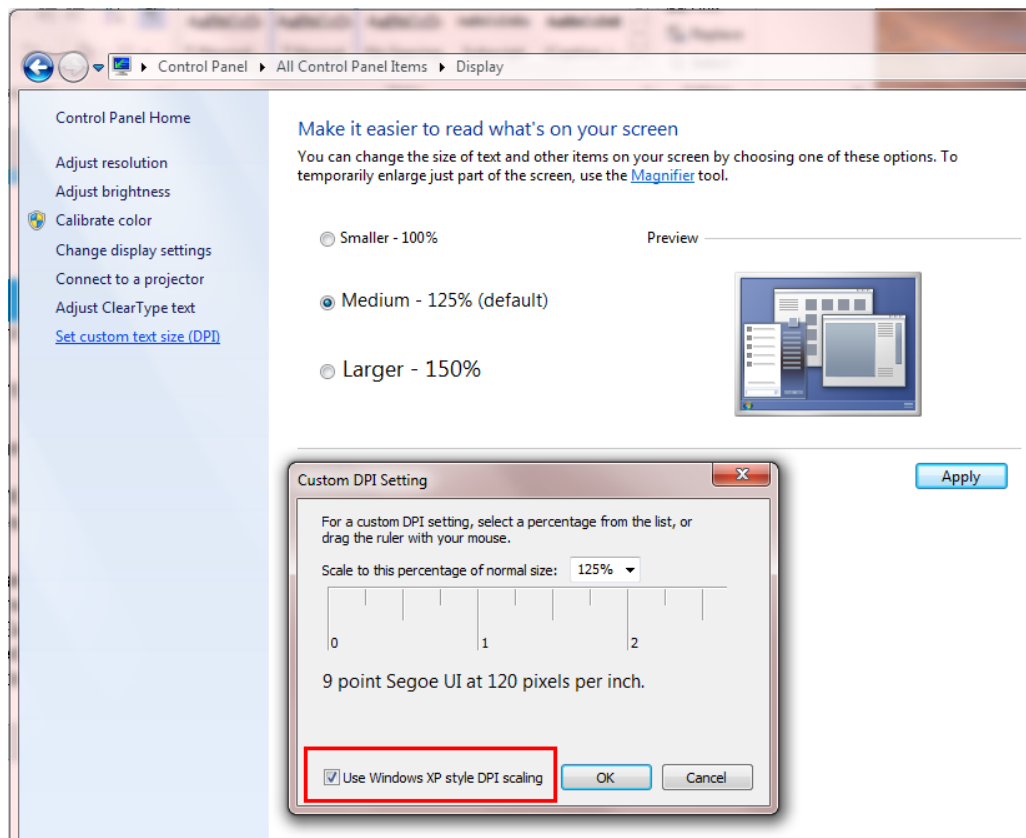 Control Panel ▸ All Control Panel Items ▸ Display
Control Panel Home
Adjust resolution
Adjust brightness
Calibrate color
Change display settings
Connect to a projector
Adjust ClearType text
Set custom text size (DPI)
Make it easier to read what's on your screen
You can change the size of text and other items on your screen by choosing one of these options. To
temporarily enlarge just part of the screen, use the Magnifier tool.
Smaller - 100%
Preview
Medium - 125% (default)
Larger - 150%
Apply
Custom DPI Setting
For a custom DPI setting, select a percentage from the list, or
drag the ruler with your mouse.
Scale to this percentage of normal size: 125%
0 1 2
9 point Segoe UI at 120 pixels per inch.
Use Windows XP style DPI scaling
OK Cancel